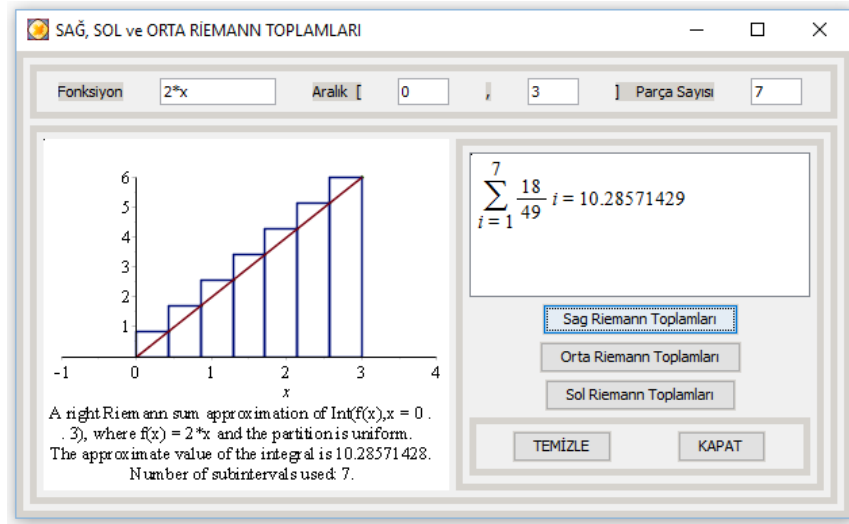 SAĞ, SOL ve ORTA RİEMANN TOPLAMLARI
Fonksiyon 2*x Aralık [ 0 , 3 ] Parça Sayısı 7
6
5
4
3
2
1
-1 0 1 2 3 4
x
A right Riemann sum approximation of Int(f(x),x = 0 .
. 3), where f(x) = 2*x and the partition is uniform.
The approximate value of the integral is 10.28571428.
Number of subintervals used: 7.
7
∑ 18/49 i = 10.28571429
i = 1
Sag Riemann Toplamları
Orta Riemann Toplamları
Sol Riemann Toplamları
TEMİZLE KAPAT